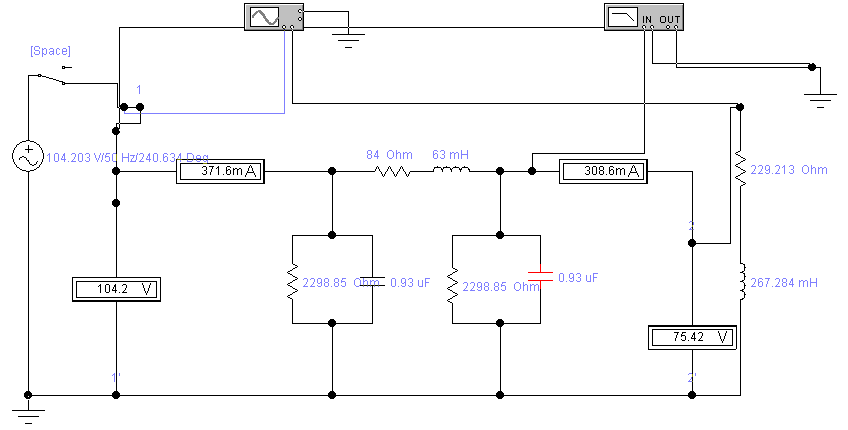 IN OUT
[Space]
1
104.203 V/50 Hz/240.634 Deg
371.6mA
84 Ohm
63 mH
308.6mA
229.213 Ohm
2
2298.85 Ohm
0.93 uF
2298.85 Ohm
0.93 uF
267.284 mH
104.2 V
75.42 V
1'
2'